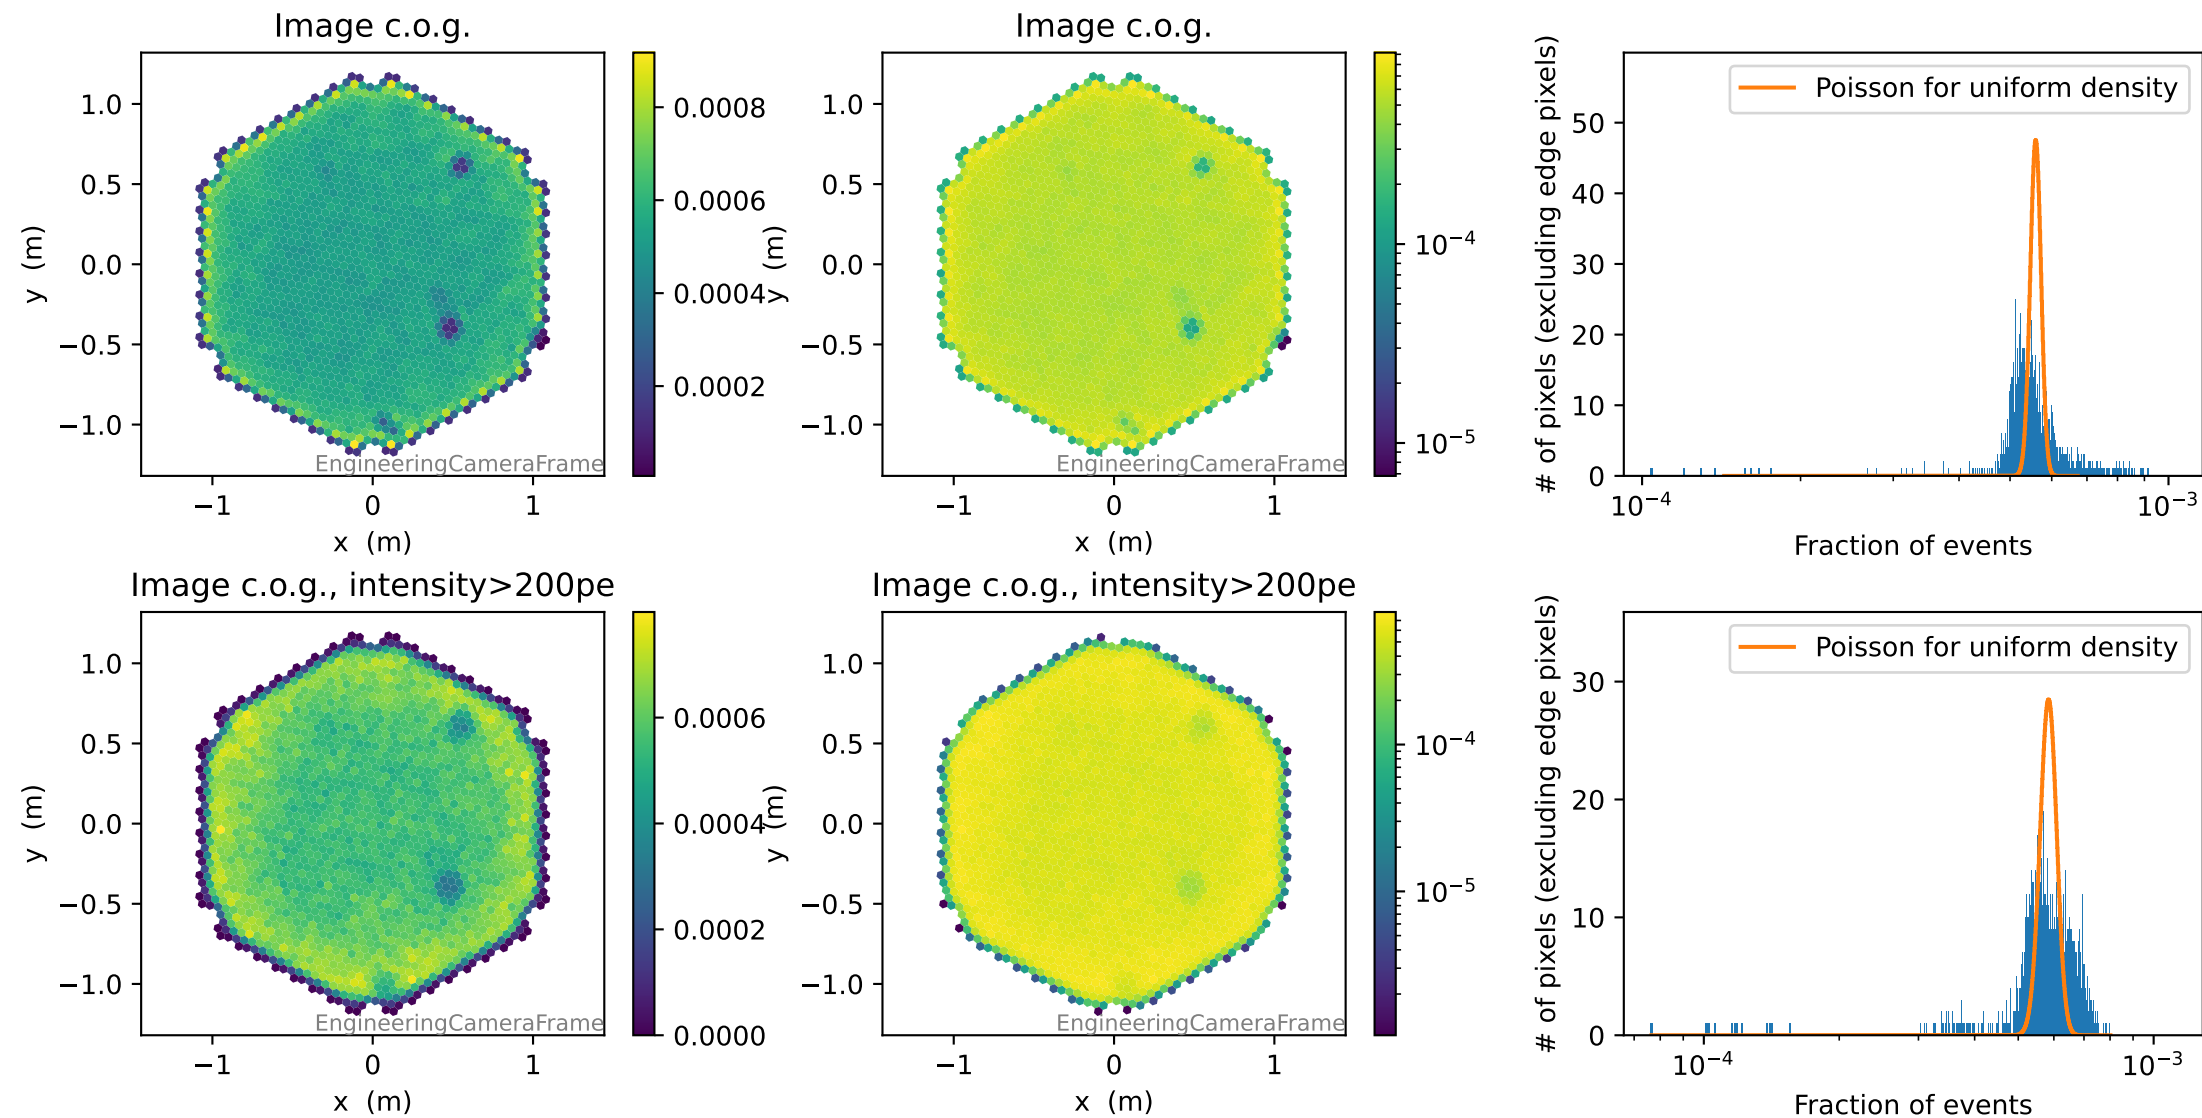 Image c.o.g.
y  (m)
1.0
0.5
0.0
−0.5
−1.0
−1
0
1
x  (m)
EngineeringCameraFrame
0.0008
0.0006
0.0004
0.0002
Image c.o.g.
y  (m)
1.0
0.5
0.0
−0.5
−1.0
−1
0
1
x  (m)
EngineeringCameraFrame
10⁻⁴
10⁻⁵
# of pixels (excluding edge pixels)
50
40
30
20
10
0
Poisson for uniform density
10⁻⁴
10⁻³
Fraction of events
Image c.o.g., intensity>200pe
y  (m)
1.0
0.5
0.0
−0.5
−1.0
−1
0
1
x  (m)
EngineeringCameraFrame
0.0006
0.0004
0.0002
0.0000
Image c.o.g., intensity>200pe
y  (m)
1.0
0.5
0.0
−0.5
−1.0
−1
0
1
x  (m)
EngineeringCameraFrame
10⁻⁴
10⁻⁵
# of pixels (excluding edge pixels)
30
20
10
0
Poisson for uniform density
10⁻⁴
10⁻³
Fraction of events